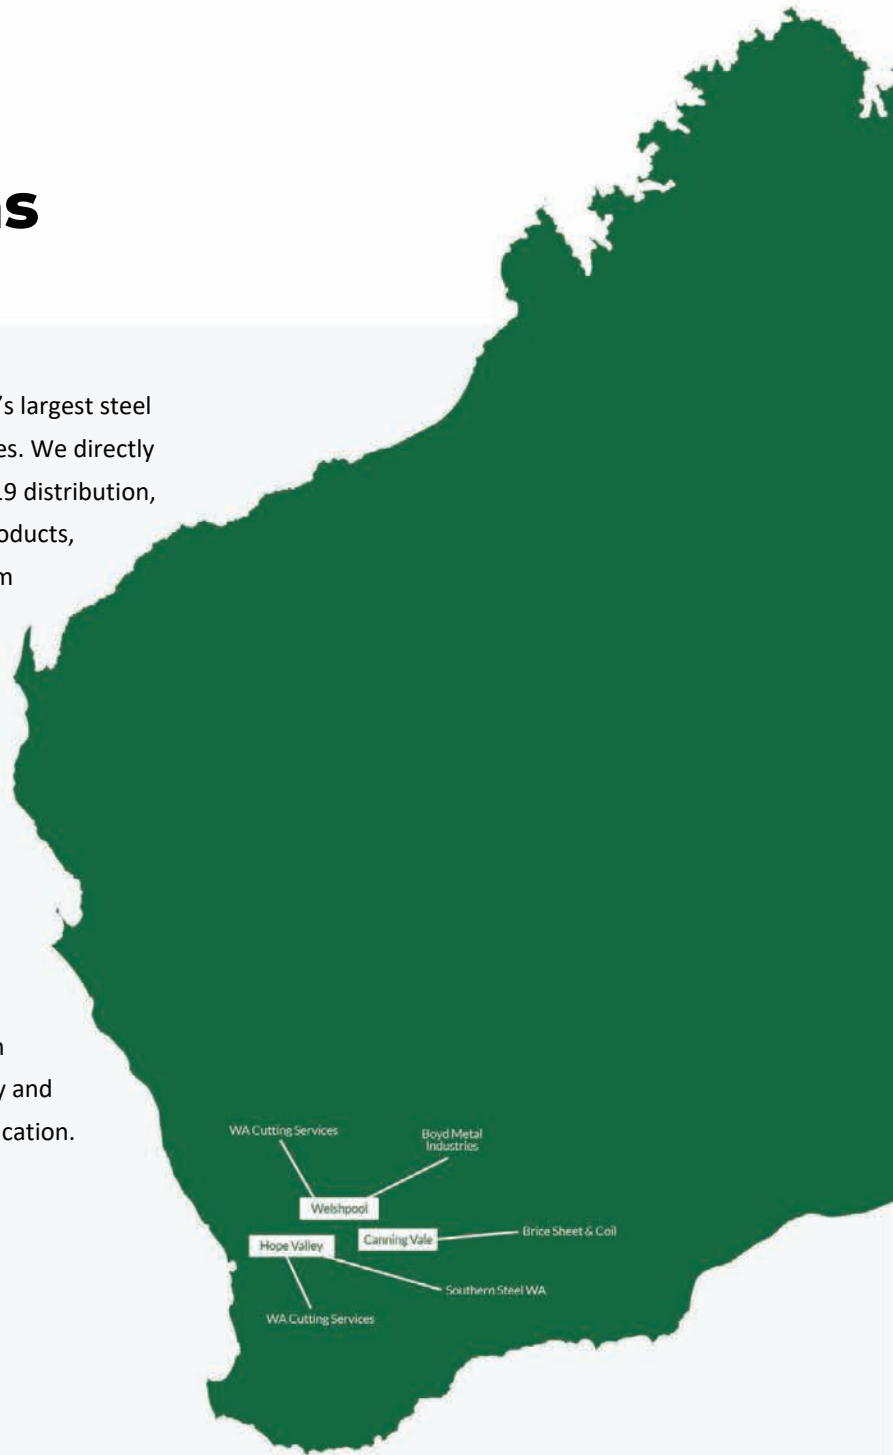 ns
's largest steel
es. We directly
19 distribution,
oducts,
m
n
y and
cation.
WA Cutting Services
Boyd Metal
Industries
Welshpool
Canning Vale
Brice Sheet & Coil
Hope Valley
Southern Steel WA
WA Cutting Services